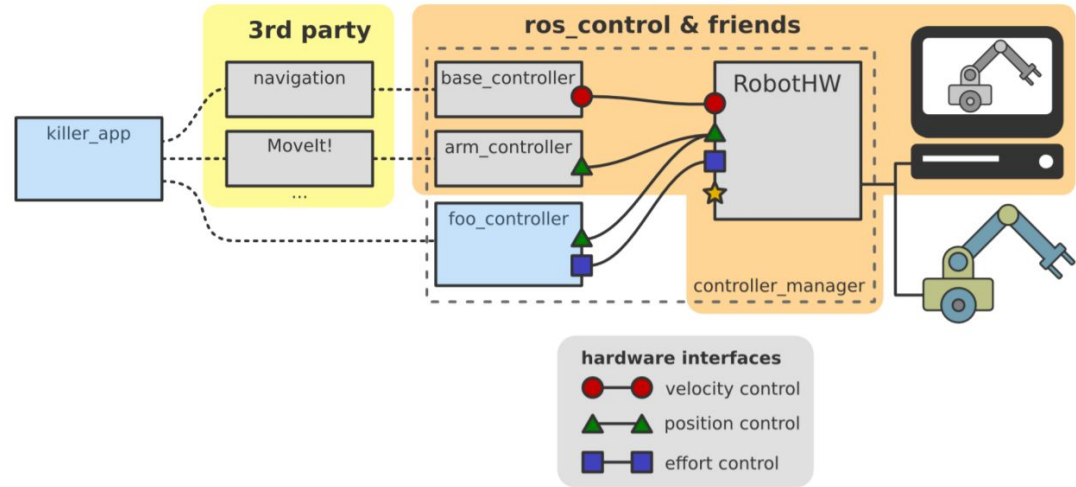 3rd party
ros_control & friends
killer_app
navigation
MoveIt!
...
base_controller
arm_controller
foo_controller
RobotHW
controller_manager
hardware interfaces
velocity control
position control
effort control